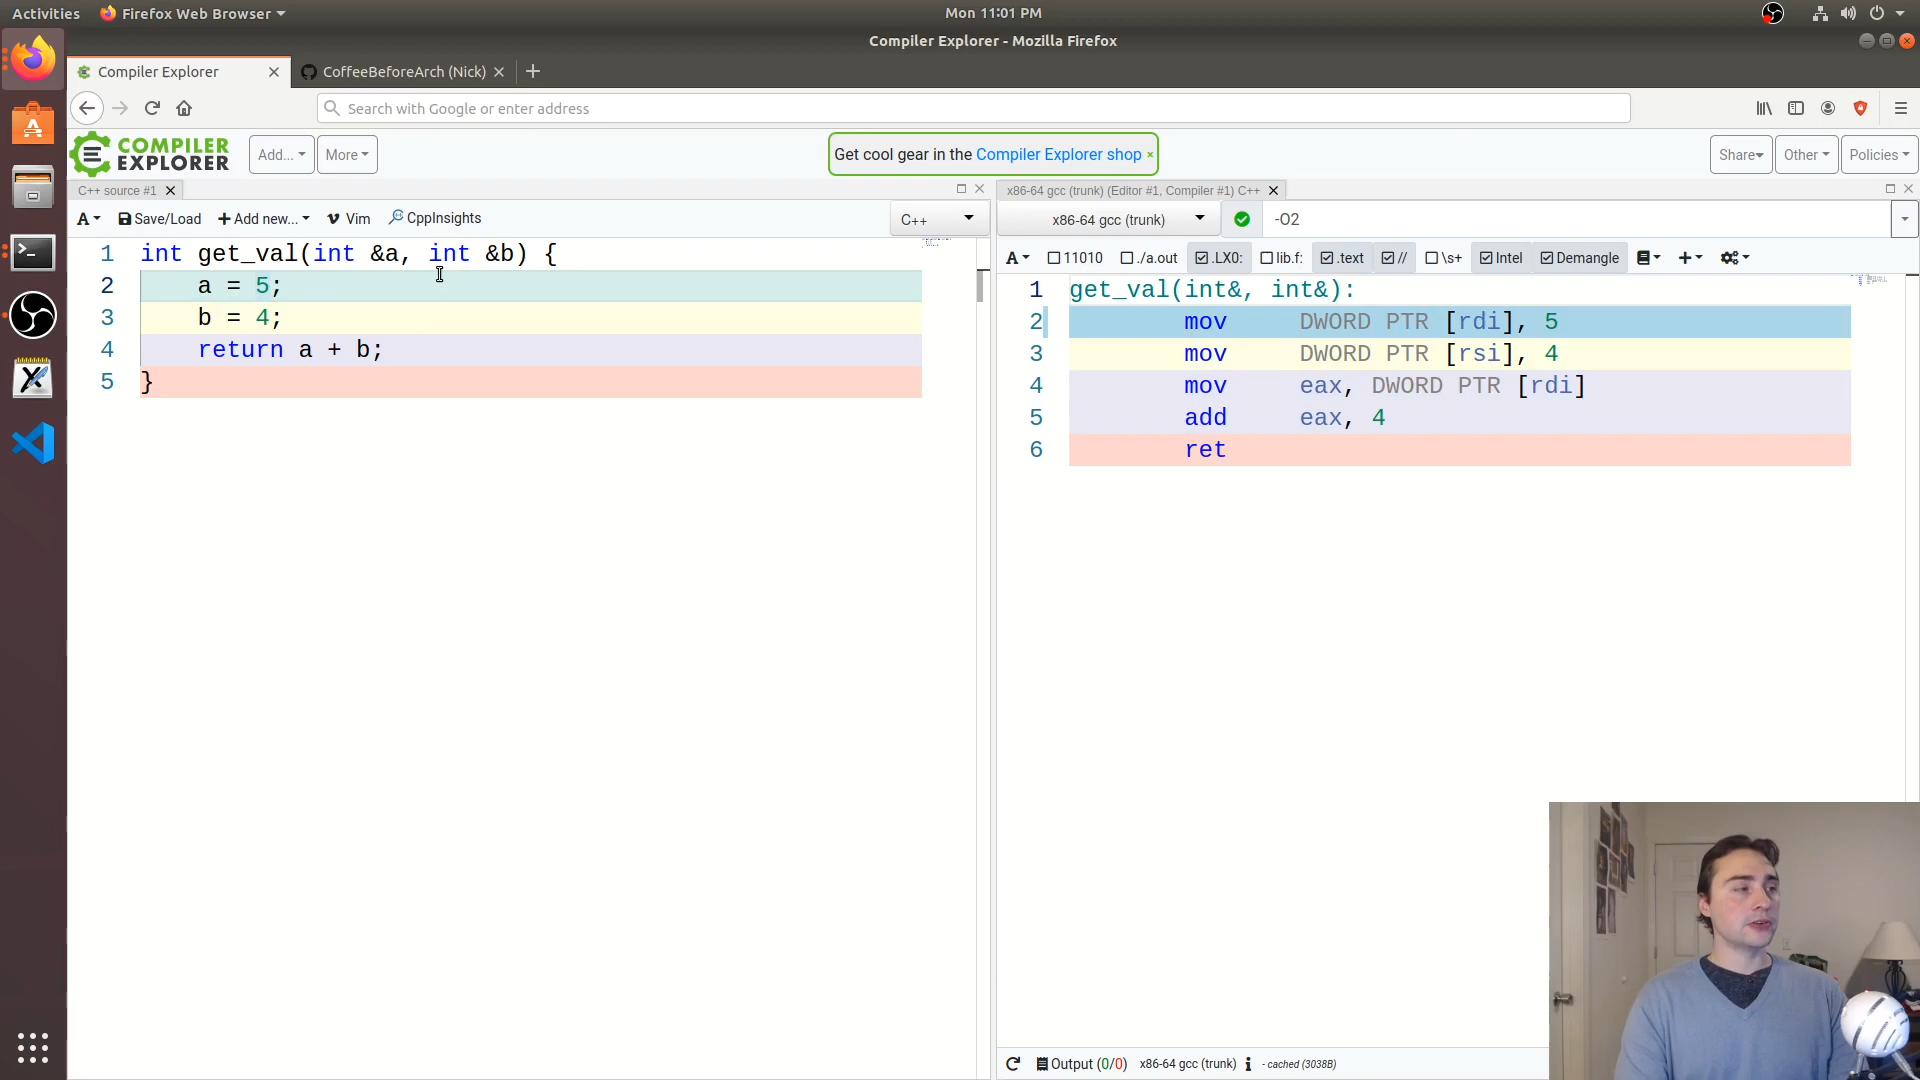 Activities Firefox Web Browser Mon 11:01 PM
Compiler Explorer - Mozilla Firefox
Compiler Explorer CoffeeBeforeArch (Nick)
Search with Google or enter address
COMPILER EXPLORER Add... More Get cool gear in the Compiler Explorer shop × Share Other Policies
C++ source #1
A Save/Load + Add new... Vim CppInsights C++
1 int get_val(int &a, int &b) {
2 a = 5;
3 b = 4;
4 return a + b;
5 }
x86-64 gcc (trunk) (Editor #1, Compiler #1) C++
x86-64 gcc (trunk) -O2
A 11010 ./a.out .LX0: lib.f: .text // \s+ Intel Demangle
1 get_val(int&, int&):
2 mov DWORD PTR [rdi], 5
3 mov DWORD PTR [rsi], 4
4 mov eax, DWORD PTR [rdi]
5 add eax, 4
6 ret
Output (0/0) x86-64 gcc (trunk) i - cached (3038B)